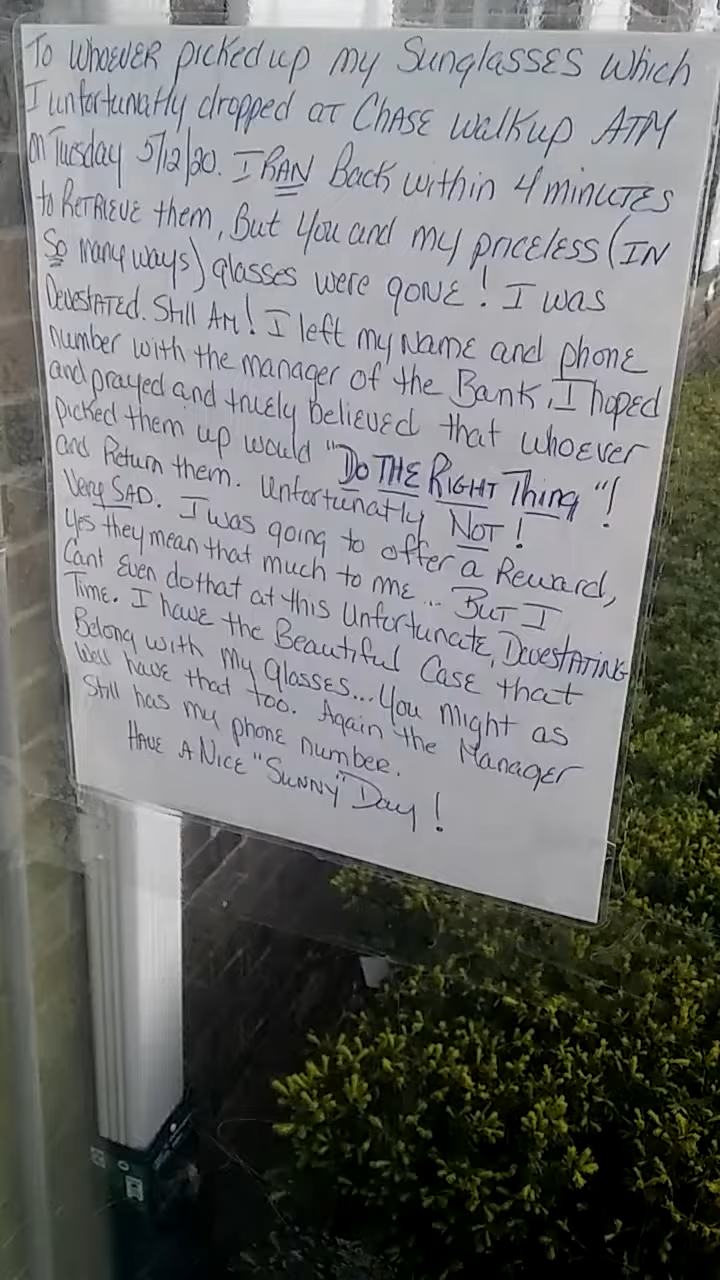 To WHOEVER picked up my SunglassES which
I unfortunatly dropped at CHASE walkup ATM
on Tuesday 5/12/20. I RAN Back within 4 minutes
to RETRIEVE them, But You and my priceless (IN
So many ways) glasses were gone! I was
DevestATED. Still AM! I left my name and phone
number with the manager of the Bank, I hoped
and prayed and truely believed that whoever
picked them up would "Do THE RIGHT Thing"!
and Return them. Unfortunatly NOT!
Very SAD. I was going to offer a Reward,
Yes they mean that much to me... But I
Cant Even do that at this Unfortunate, DevestATING
Time. I have the Beautiful Case that
Belong with my glasses... You might as
Well have that too. Again the Manager
Still has my phone number.
HAVE A NICE "SUNNY" Day!